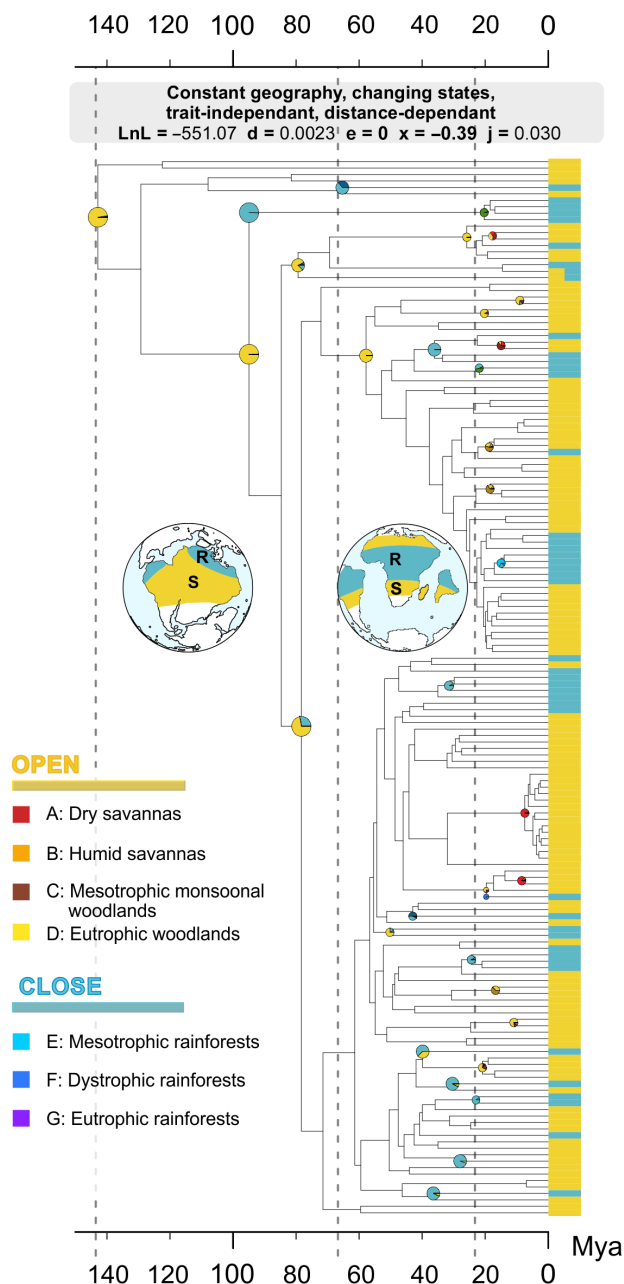 140 120 100 80 60 40 20 0
Constant geography, changing states,
trait-independant, distance-dependant
LnL = –551.07 d = 0.0023 e = 0 x = –0.39 j = 0.030
R
S
R
S
OPEN
A: Dry savannas
B: Humid savannas
C: Mesotrophic monsoonal
woodlands
D: Eutrophic woodlands
CLOSE
E: Mesotrophic rainforests
F: Dystrophic rainforests
G: Eutrophic rainforests
Mya
140 120 100 80 60 40 20 0